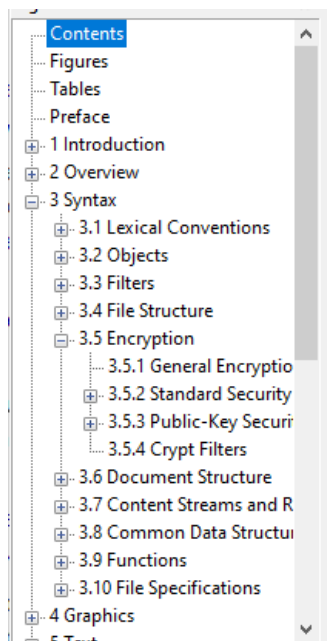 Contents
Figures
Tables
Preface
1 Introduction
2 Overview
3 Syntax
3.1 Lexical Conventions
3.2 Objects
3.3 Filters
3.4 File Structure
3.5 Encryption
3.5.1 General Encryptio
3.5.2 Standard Security
3.5.3 Public-Key Securi
3.5.4 Crypt Filters
3.6 Document Structure
3.7 Content Streams and R
3.8 Common Data Structu
3.9 Functions
3.10 File Specifications
4 Graphics
5 Text